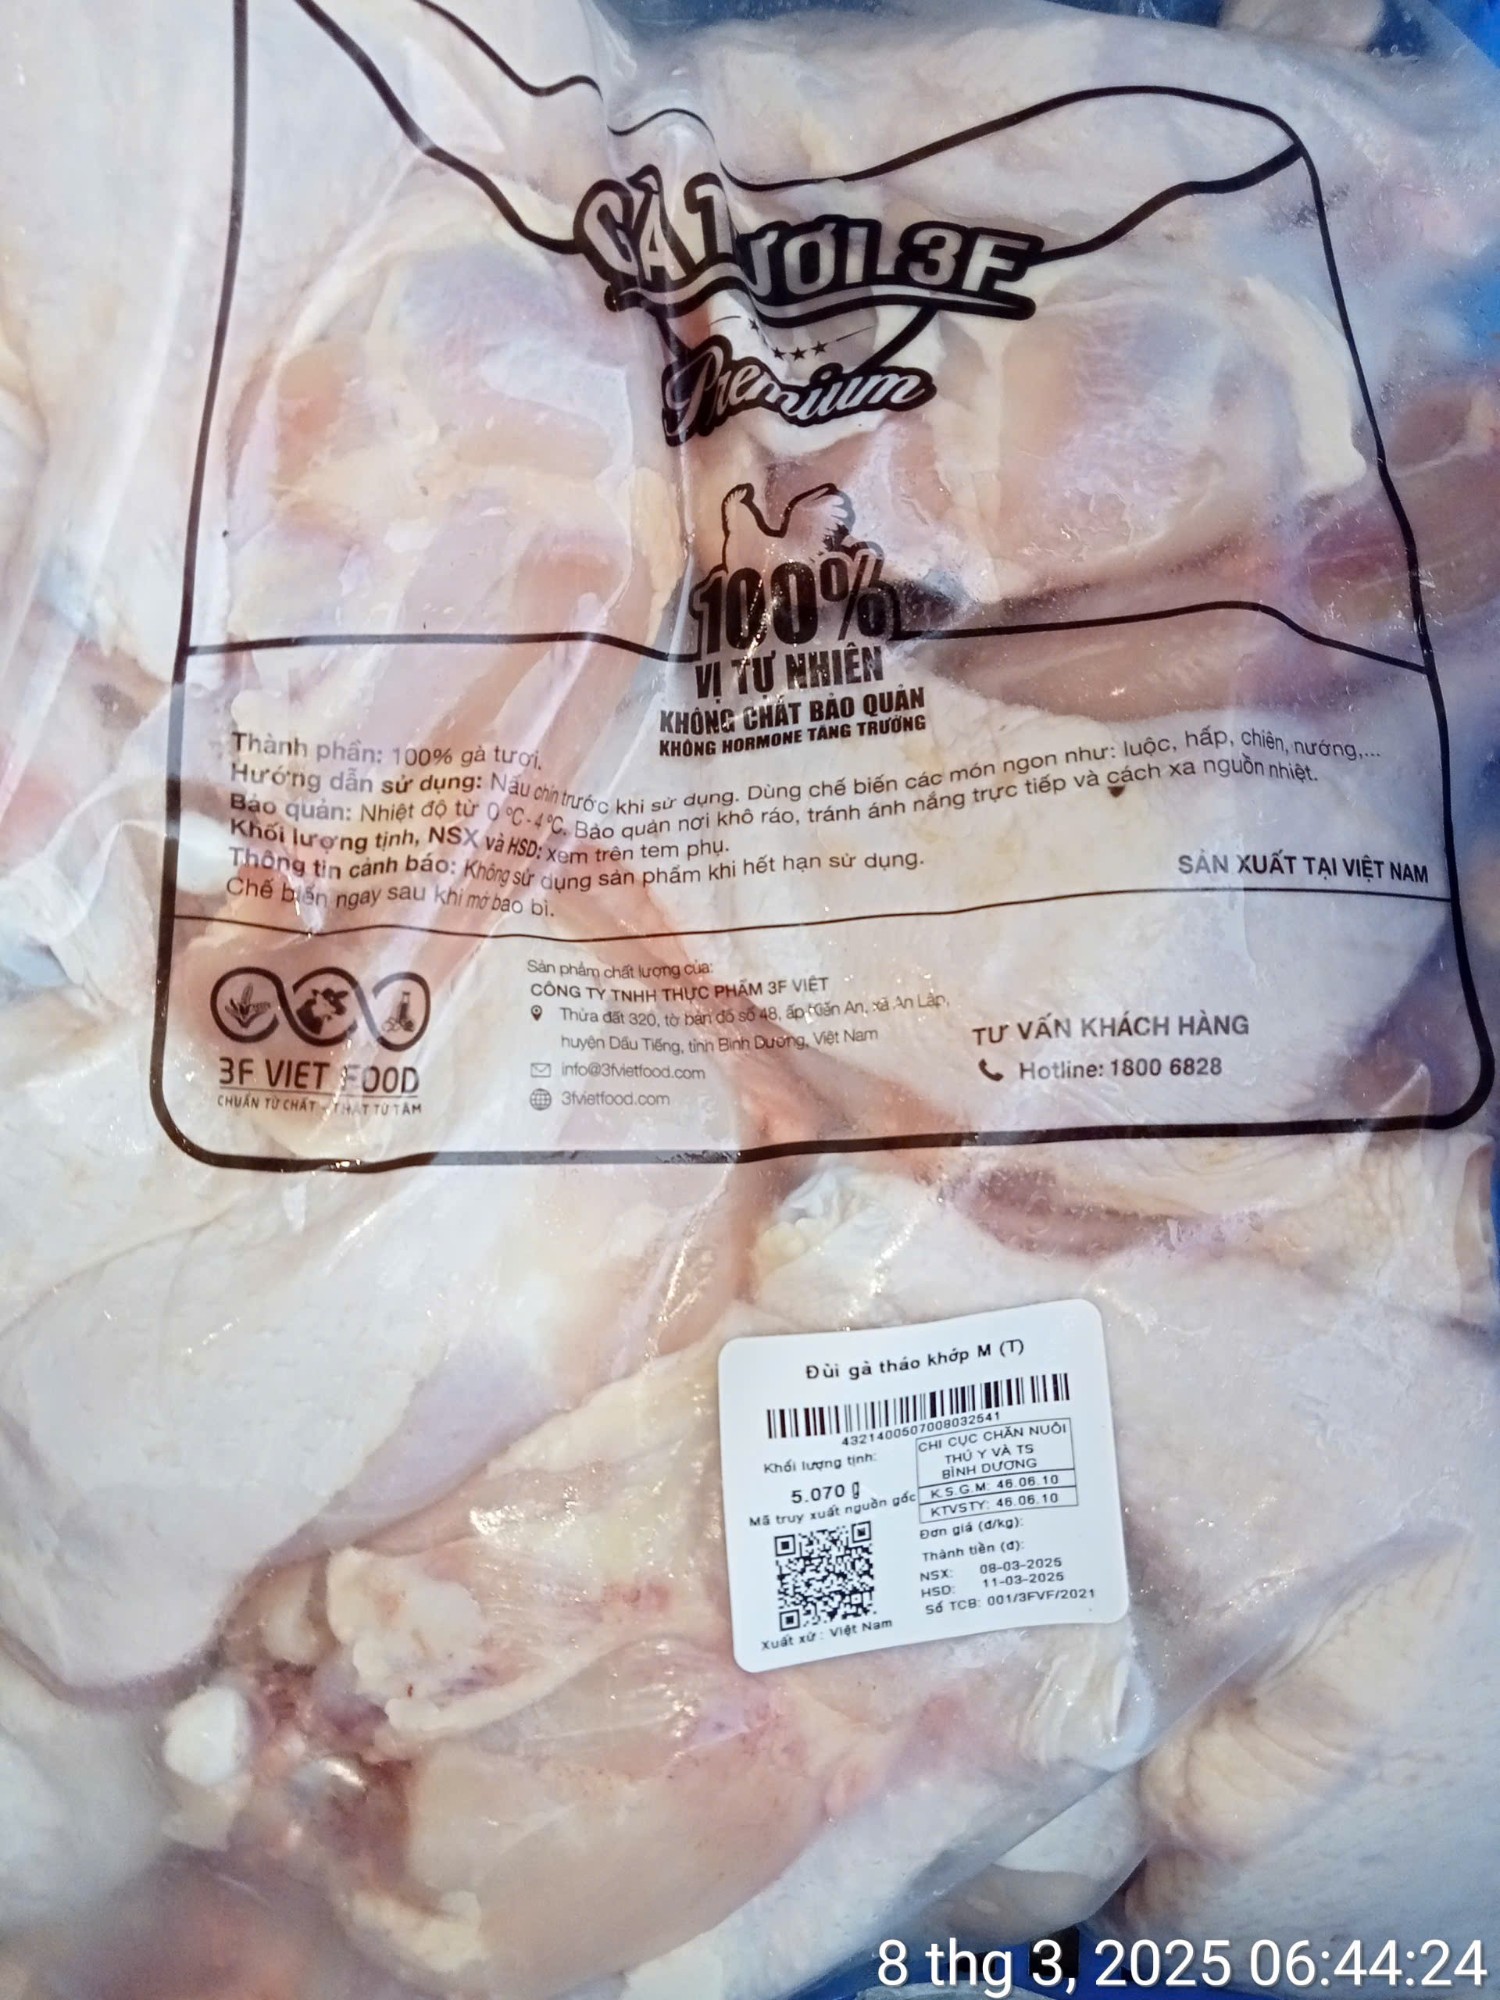 GÀ TƯƠI 3F
Premium
100%
VỊ TỰ NHIÊN
KHÔNG CHẤT BẢO QUẢN
KHÔNG HORMONE TĂNG TRƯỞNG
Thành phần: 100% gà tươi.
Hướng dẫn sử dụng: Nấu chín trước khi sử dụng. Dùng chế biến các món ngon như: luộc, hấp, chiên, nướng,...
Bảo quản: Nhiệt độ từ 0 °C - 4 °C. Bảo quản nơi khô ráo, tránh ánh nắng trực tiếp và cách xa nguồn nhiệt.
Khối lượng tịnh, NSX và HSD: xem trên tem phụ.
Thông tin cảnh báo: Không sử dụng sản phẩm khi hết hạn sử dụng.
Chế biến ngay sau khi mở bao bì.
SẢN XUẤT TẠI VIỆT NAM
3F VIET FOOD
CHUẨN TỪ CHẤT - THẬT TỪ TÂM
Sản phẩm chất lượng của:
CÔNG TY TNHH THỰC PHẨM 3F VIỆT
Thửa đất 320, tờ bản đồ số 48, ấp Kiến An, xã An Lập,
huyện Dầu Tiếng, tỉnh Bình Dương, Việt Nam
info@3fvietfood.com
3fvietfood.com
TƯ VẤN KHÁCH HÀNG
Hotline: 1800 6828
Đùi gà tháo khớp M (T)
4321400507008032541
Khối lượng tịnh:
5.070 g
Mã truy xuất nguồn gốc
CHI CỤC CHĂN NUÔI
THÚ Y VÀ TS
BÌNH DƯƠNG
K.S.G.M: 46.06.10
KTVSTY: 46.06.10
Đơn giá (đ/kg):
Thành tiền (đ):
NSX: 08-03-2025
HSD: 11-03-2025
Số TCB: 001/3FVF/2021
Xuất xứ : Việt Nam
8 thg 3, 2025 06:44:24